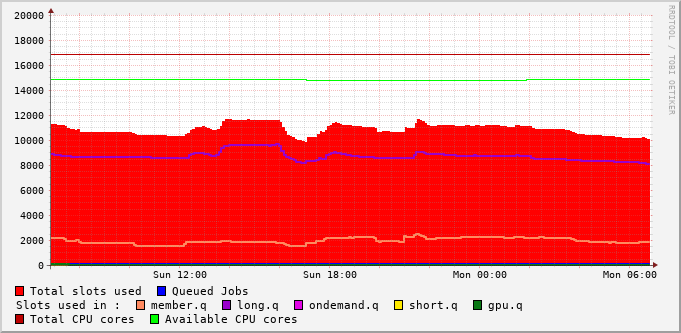 20000
18000
16000
14000
12000
10000
8000
6000
4000
2000
0
Sun 12:00 Sun 18:00 Mon 00:00 Mon 06:00
RRDTOOL / TOBI OETIKER
Total slots used Queued Jobs
Slots used in : member.q long.q ondemand.q short.q gpu.q
Total CPU cores Available CPU cores